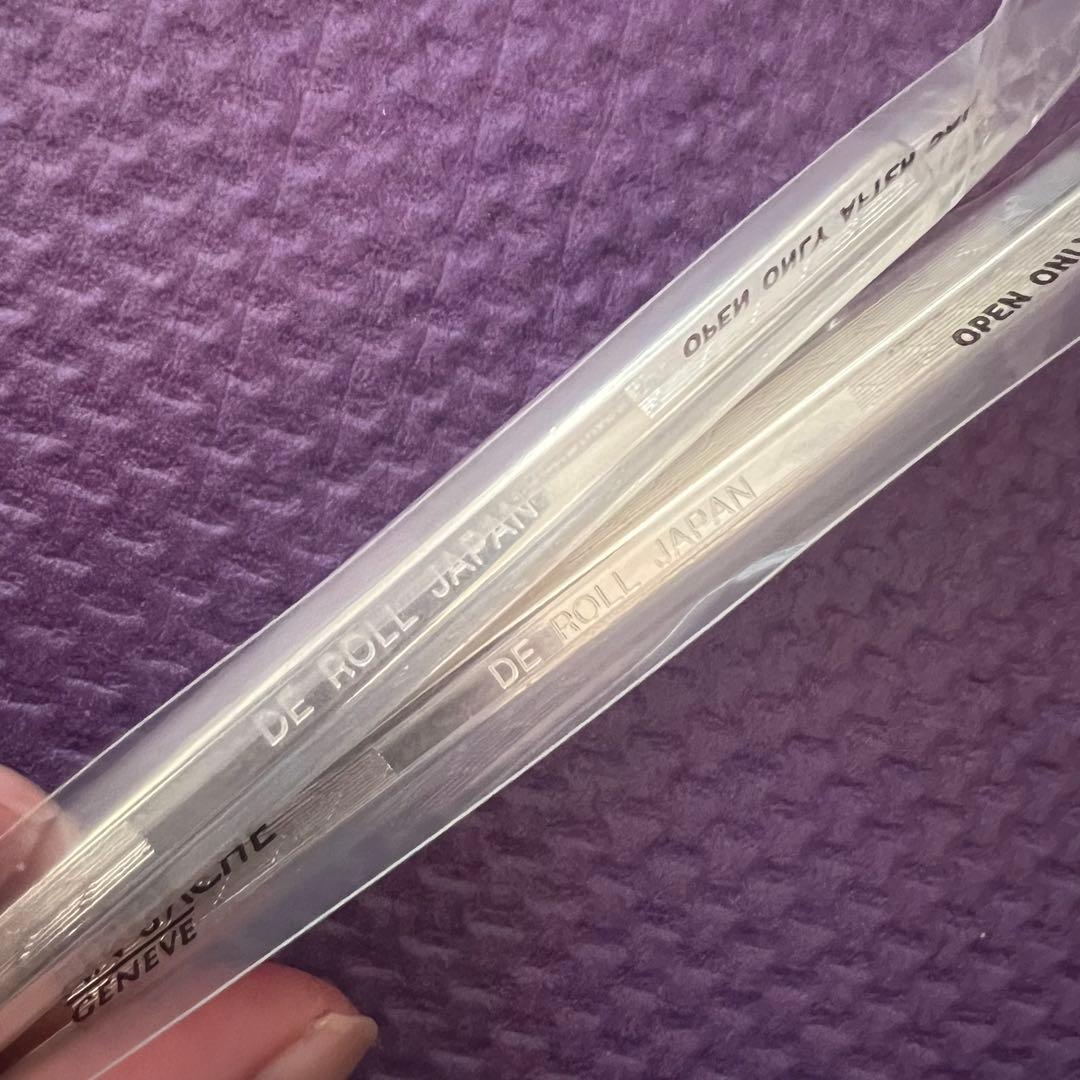 OPEN ONLY AFTER
OPEN ONLY
DE ROLL JAPAN
DE ROLL JAPAN
GENEVE